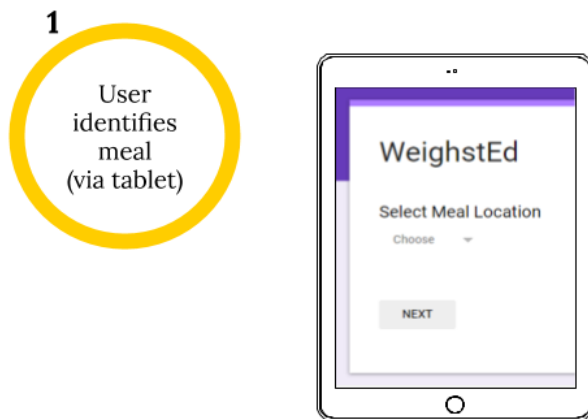 1
User
identifies
meal
(via tablet)
WeighstEd
Select Meal Location
Choose
NEXT